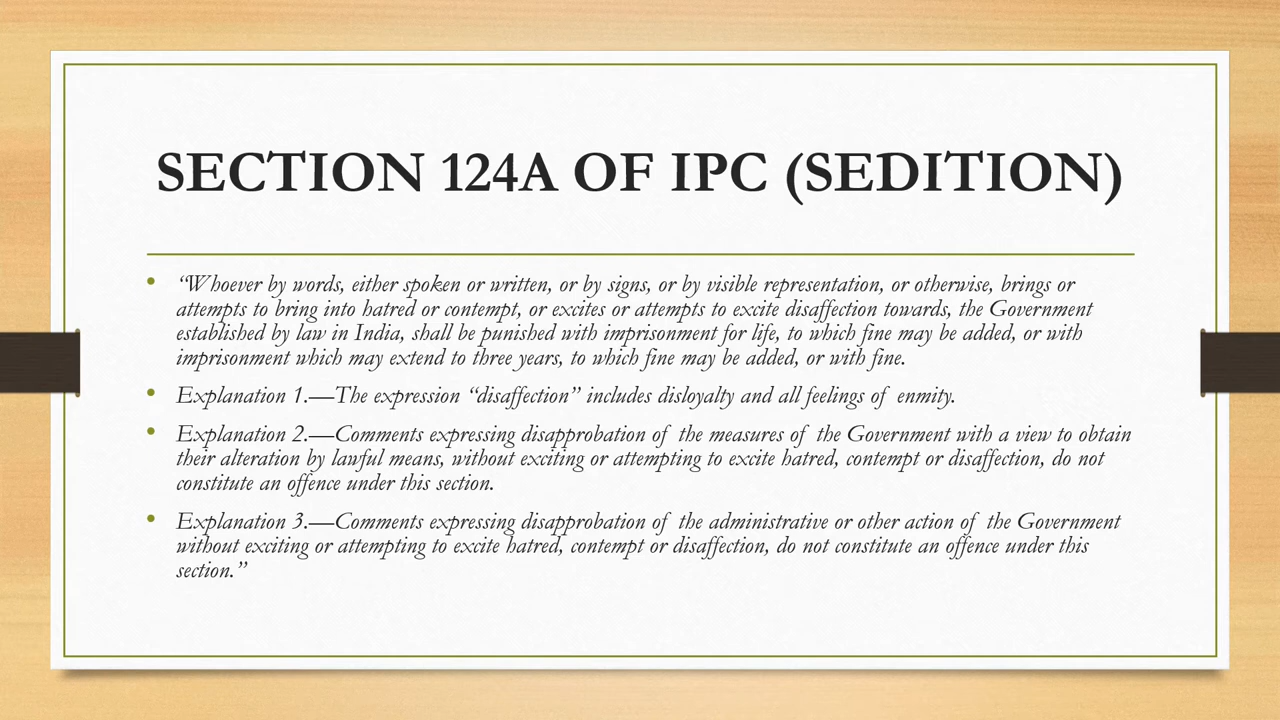 SECTION 124A OF IPC (SEDITION)
• “Whoever by words, either spoken or written, or by signs, or by visible representation, or otherwise, brings or
attempts to bring into hatred or contempt, or excites or attempts to excite disaffection towards, the Government
established by law in India, shall be punished with imprisonment for life, to which fine may be added, or with
imprisonment which may extend to three years, to which fine may be added, or with fine.
• Explanation 1.—The expression “disaffection” includes disloyalty and all feelings of enmity.
• Explanation 2.—Comments expressing disapprobation of the measures of the Government with a view to obtain
their alteration by lawful means, without exciting or attempting to excite hatred, contempt or disaffection, do not
constitute an offence under this section.
• Explanation 3.—Comments expressing disapprobation of the administrative or other action of the Government
without exciting or attempting to excite hatred, contempt or disaffection, do not constitute an offence under this
section.”